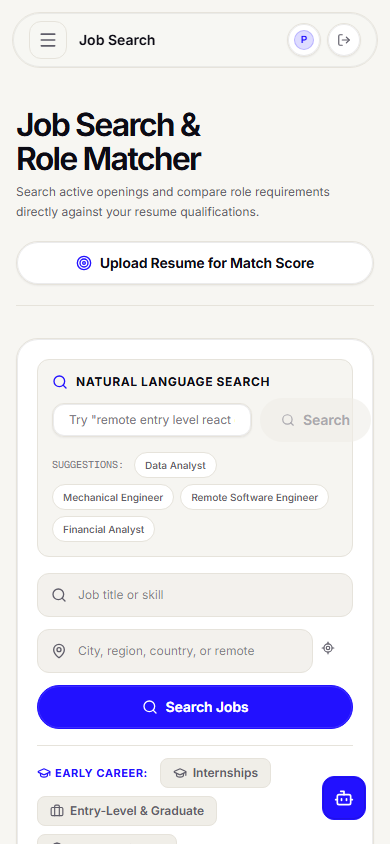 Job Search
P
Job Search &
Role Matcher
Search active openings and compare role requirements
directly against your resume qualifications.
Upload Resume for Match Score
NATURAL LANGUAGE SEARCH
Try "remote entry level react
Search
SUGGESTIONS:
Data Analyst
Mechanical Engineer
Remote Software Engineer
Financial Analyst
Job title or skill
City, region, country, or remote
Search Jobs
EARLY CAREER:
Internships
Entry-Level & Graduate